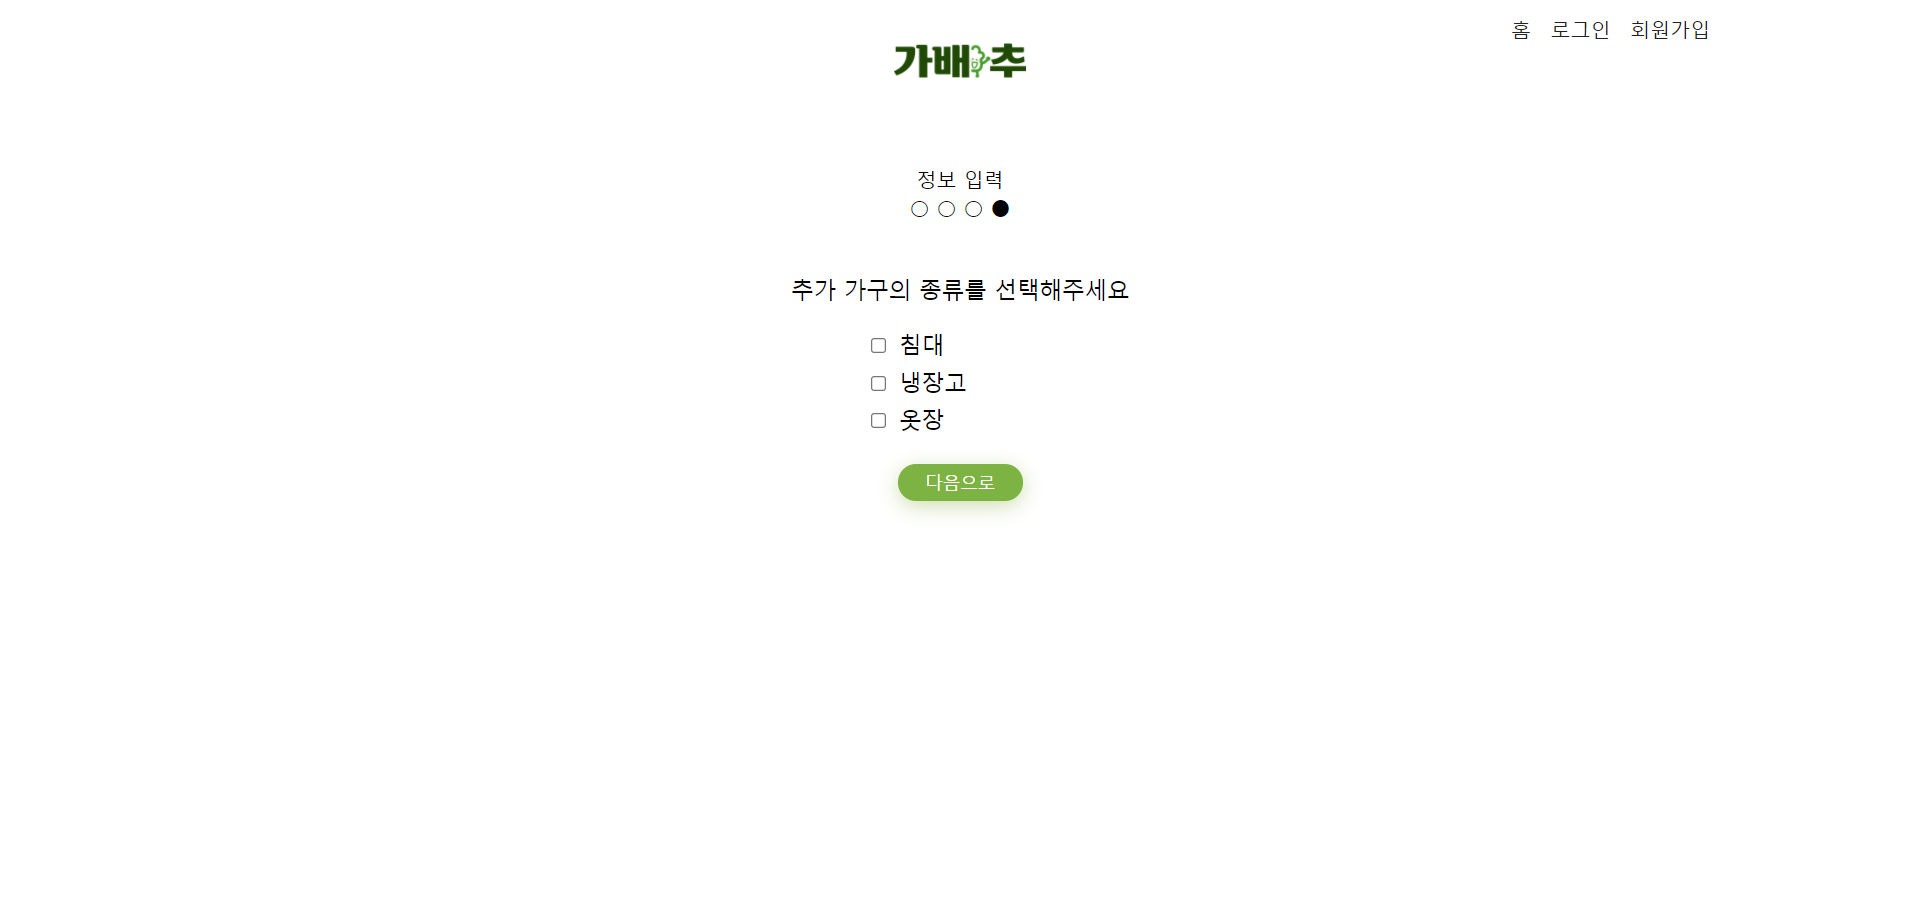 홈 로그인 회원가입
가배추
정보 입력
○ ○ ○ ●
추가 가구의 종류를 선택해주세요
침대
냉장고
옷장
다음으로